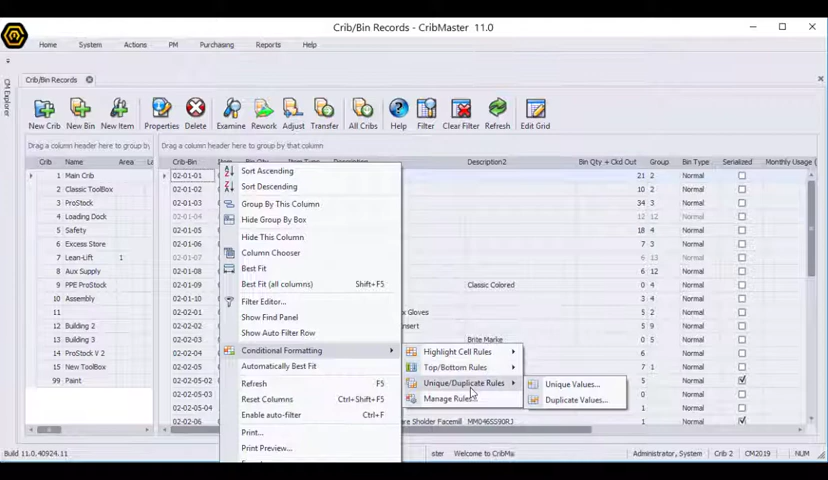 Crib/Bin Records - CribMaster 11.0
Home System Actions PM Purchasing Reports Help
CM Explorer
Crib/Bin Records
New Crib New Bin New Item Properties Delete Examine Rework Adjust Transfer All Cribs Help Filter Clear Filter Refresh Edit Grid
Drag a column header here to group by Drag a column header here to group by that column
Crib Name Area Crib-Bin Description2 Bin Qty + Ckd Out Group Bin Type Serialized Monthly Usage (
1 Main Crib 02-01-01 21 2 Normal
2 Classic ToolBox 02-01-02 10 2 Normal
3 ProStock 02-01-03 34 3 Normal
4 Loading Dock 02-01-04 12 12 Normal
5 Safety 02-01-05 18 4 Normal
6 Excess Store 02-01-06 7 3 Normal
7 Lean-Lift 1 02-01-07 16 13 Normal
8 Aux Supply 02-01-08 6 12 Normal
9 PPE ProStock 02-02-01 Classic Colored 0 4 Normal
10 Assembly 02-02-02 3 4 Normal
11 02-02-03 Box Gloves 2 4 Normal
12 Building 2 02-02-04 5 9 Normal
13 Building 3 02-02-05 Brite Marke Normal
14 ProStock V 2 Normal
15 New ToolBox Normal
99 Paint 02-02-05-02 5 Normal
02-02-05-03 0 Normal
02-02-05-04 1 Normal
02-02-06 Sholder Facemill MM046SS90RJ 0 Normal
Sort Ascending
Sort Descending
Group By This Column
Hide Group By Box
Hide This Column
Column Chooser
Best Fit
Best Fit (all columns) Shift+F5
Filter Editor...
Show Find Panel
Show Auto Filter Row
Conditional Formatting
Automatically Best Fit
Refresh F5
Reset Columns Ctrl+Shift+F5
Enable auto-filter Ctrl+F
Print...
Print Preview...
Highlight Cell Rules
Top/Bottom Rules
Unique/Duplicate Rules
Manage Rules...
Unique Values...
Duplicate Values...
Build 11.0.40924.11 ster Welcome to CribMa Administrator, System Crib 2 CM2019 NUM